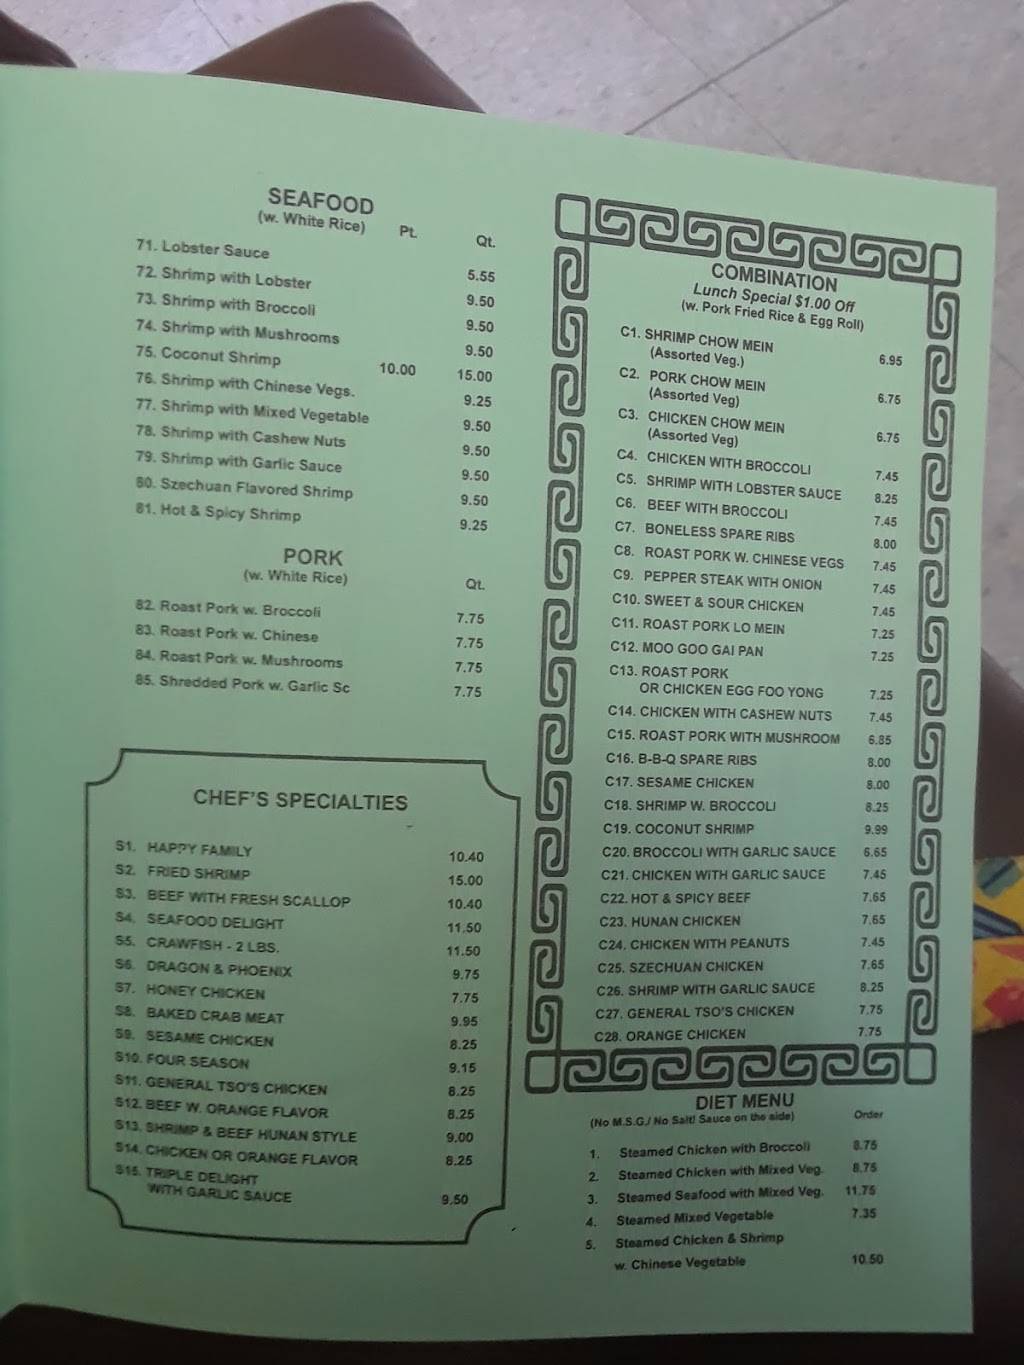 SEAFOOD
(w. White Rice) Pt. Qt.
71. Lobster Sauce 5.55
72. Shrimp with Lobster 9.50
73. Shrimp with Broccoli 9.50
74. Shrimp with Mushrooms 9.50
75. Coconut Shrimp 10.00 15.00
76. Shrimp with Chinese Vegs. 9.25
77. Shrimp with Mixed Vegetable 9.50
78. Shrimp with Cashew Nuts 9.50
79. Shrimp with Garlic Sauce 9.50
80. Szechuan Flavored Shrimp 9.50
81. Hot & Spicy Shrimp 9.25
PORK
(w. White Rice) Qt.
82. Roast Pork w. Broccoli 7.75
83. Roast Pork w. Chinese 7.75
84. Roast Pork w. Mushrooms 7.75
85. Shredded Pork w. Garlic Sc 7.75
CHEF'S SPECIALTIES
S1. HAPPY FAMILY 10.40
S2. FRIED SHRIMP 15.00
S3. BEEF WITH FRESH SCALLOP 10.40
S4. SEAFOOD DELIGHT 11.50
S5. CRAWFISH - 2 LBS. 11.50
S6. DRAGON & PHOENIX 9.75
S7. HONEY CHICKEN 7.75
S8. BAKED CRAB MEAT 9.95
S9. SESAME CHICKEN 8.25
S10. FOUR SEASON 9.15
S11. GENERAL TSO'S CHICKEN 8.25
S12. BEEF W. ORANGE FLAVOR 8.25
S13. SHRIMP & BEEF HUNAN STYLE 9.00
S14. CHICKEN OR ORANGE FLAVOR 8.25
S15. TRIPLE DELIGHT
WITH GARLIC SAUCE 9.50
COMBINATION
Lunch Special $1.00 Off
(w. Pork Fried Rice & Egg Roll)
C1. SHRIMP CHOW MEIN
(Assorted Veg.) 6.95
C2. PORK CHOW MEIN
(Assorted Veg) 6.75
C3. CHICKEN CHOW MEIN
(Assorted Veg) 6.75
C4. CHICKEN WITH BROCCOLI 7.45
C5. SHRIMP WITH LOBSTER SAUCE 8.25
C6. BEEF WITH BROCCOLI 7.45
C7. BONELESS SPARE RIBS 8.00
C8. ROAST PORK W. CHINESE VEGS 7.45
C9. PEPPER STEAK WITH ONION 7.45
C10. SWEET & SOUR CHICKEN 7.45
C11. ROAST PORK LO MEIN 7.25
C12. MOO GOO GAI PAN 7.25
C13. ROAST PORK
OR CHICKEN EGG FOO YONG 7.25
C14. CHICKEN WITH CASHEW NUTS 7.45
C15. ROAST PORK WITH MUSHROOM 6.85
C16. B-B-Q SPARE RIBS 8.00
C17. SESAME CHICKEN 8.00
C18. SHRIMP W. BROCCOLI 8.25
C19. COCONUT SHRIMP 9.99
C20. BROCCOLI WITH GARLIC SAUCE 6.65
C21. CHICKEN WITH GARLIC SAUCE 7.45
C22. HOT & SPICY BEEF 7.65
C23. HUNAN CHICKEN 7.65
C24. CHICKEN WITH PEANUTS 7.45
C25. SZECHUAN CHICKEN 7.65
C26. SHRIMP WITH GARLIC SAUCE 8.25
C27. GENERAL TSO'S CHICKEN 7.75
C28. ORANGE CHICKEN 7.75
DIET MENU
(No M.S.G./ No Salt! Sauce on the side) Order
1. Steamed Chicken with Broccoli 8.75
2. Steamed Chicken with Mixed Veg. 8.75
3. Steamed Seafood with Mixed Veg. 11.75
4. Steamed Mixed Vegetable 7.35
5. Steamed Chicken & Shrimp
w. Chinese Vegetable 10.50